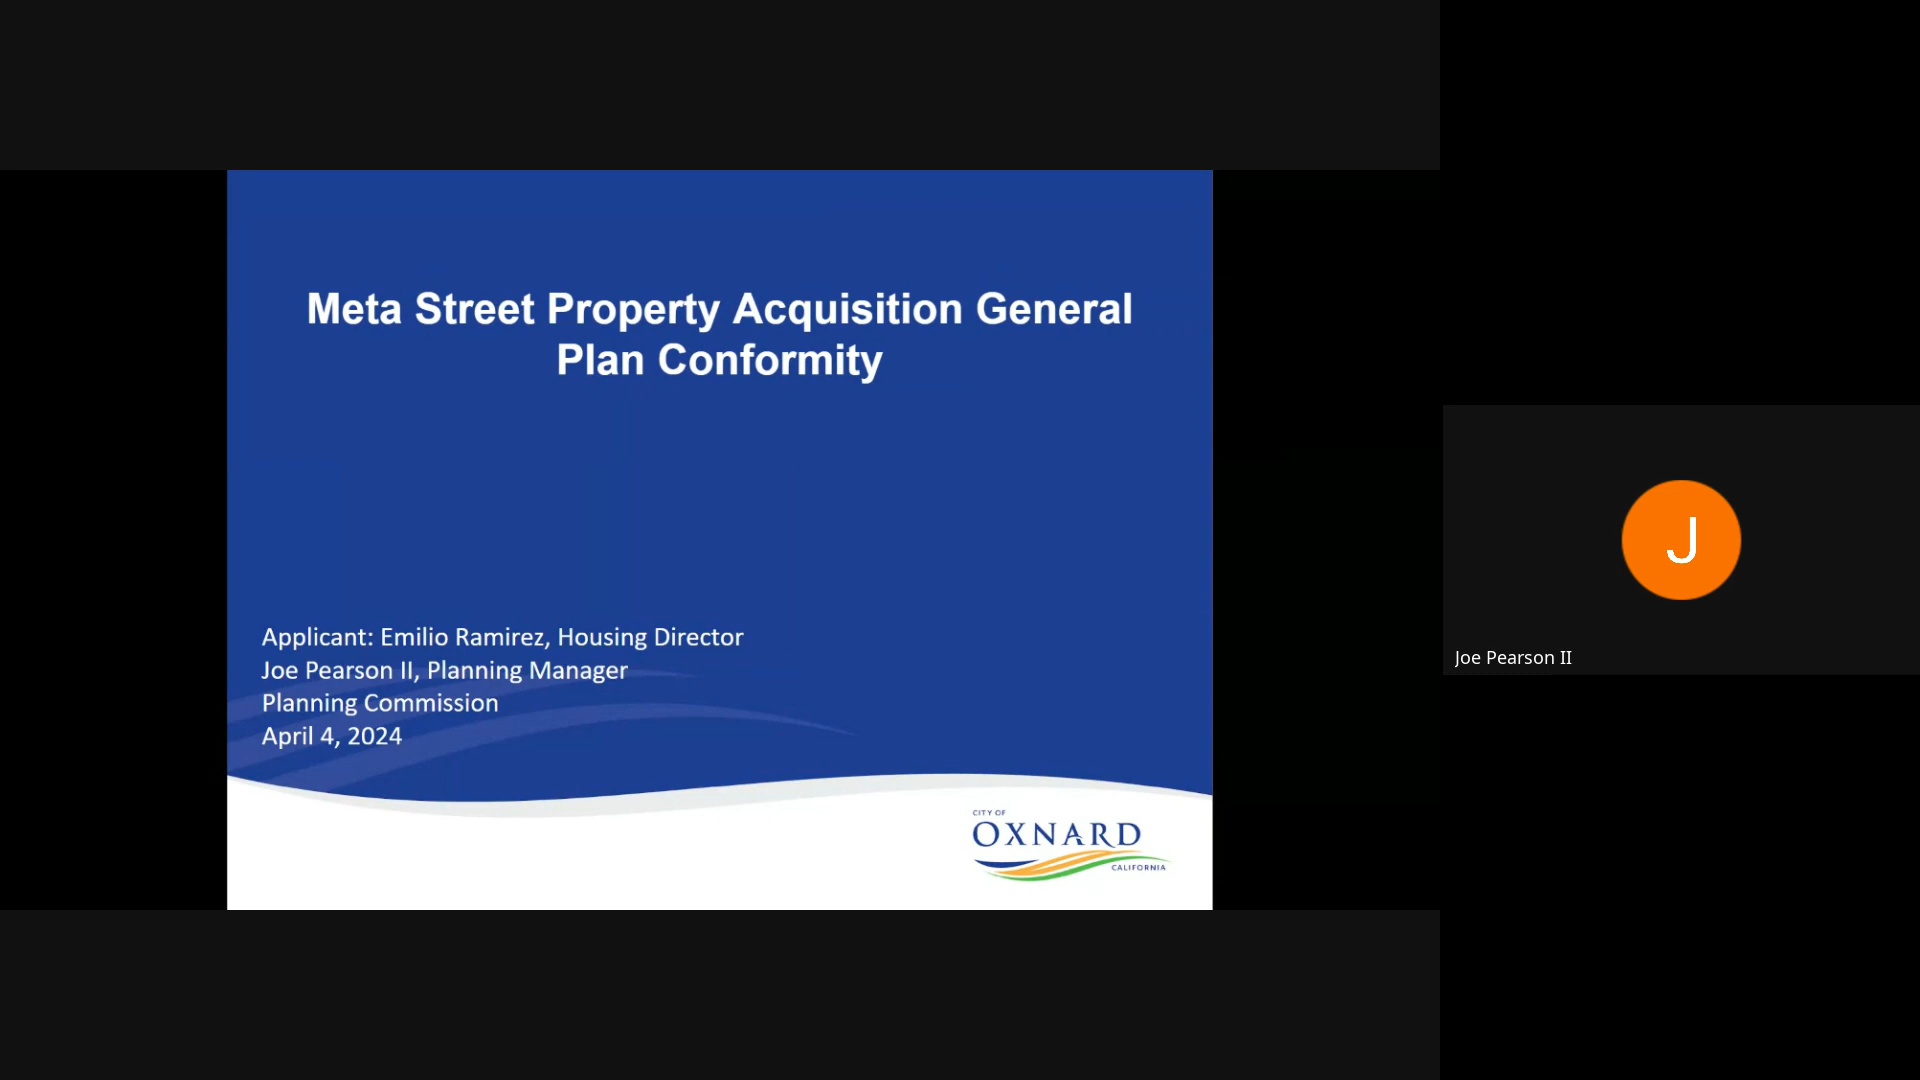 Meta Street Property Acquisition General
Plan Conformity
Applicant: Emilio Ramirez, Housing Director
Joe Pearson II, Planning Manager
Planning Commission
April 4, 2024
CITY OF
OXNARD
CALIFORNIA
J
Joe Pearson II